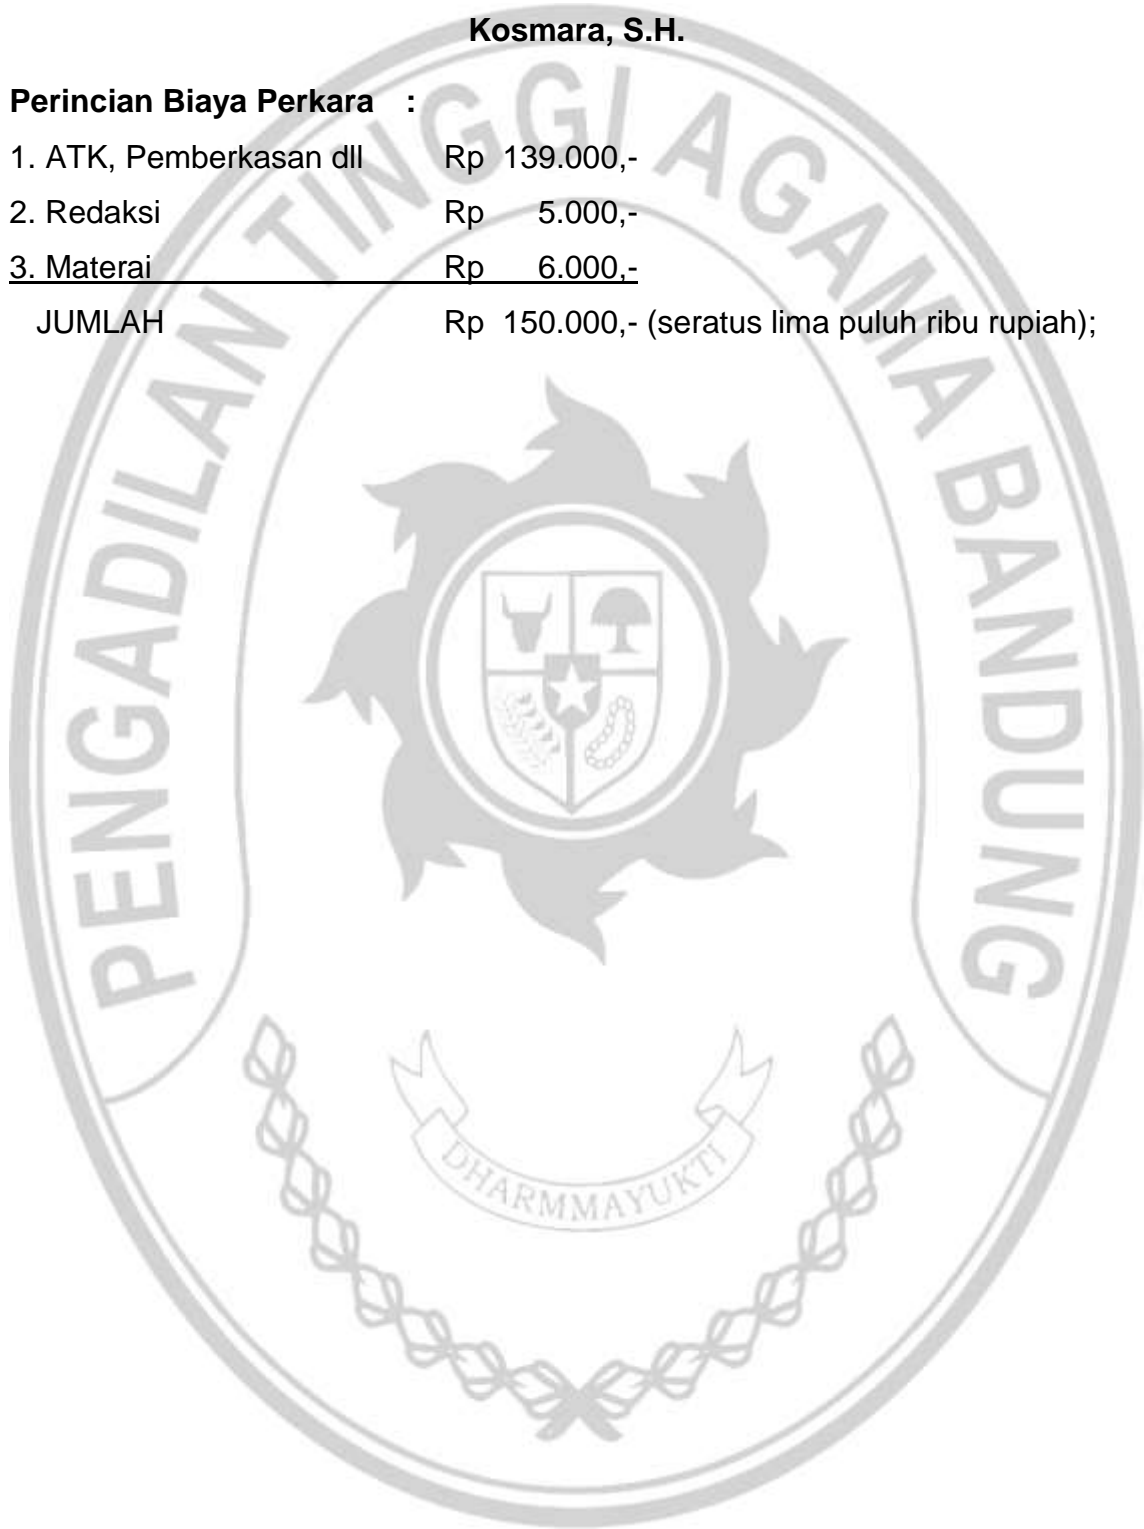 Kosmara, S.H.
Perincian Biaya Perkara :
1. ATK, Pemberkasan dll Rp 139.000,-
2. Redaksi Rp 5.000,-
3. Materai Rp 6.000,-
JUMLAH Rp 150.000,- (seratus lima puluh ribu rupiah);
PENGADILAN TINGGI AGAMA BANDUNG
DHARMMAYUKTI